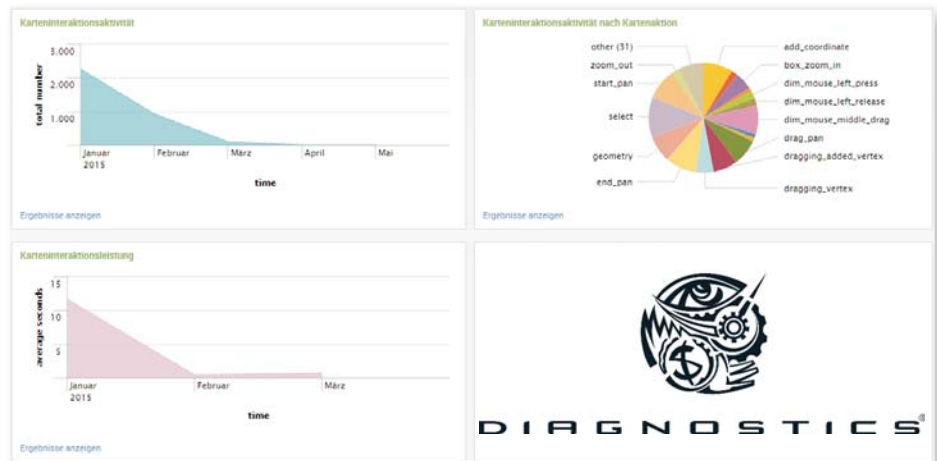 Karteninteraktionsaktivität
3.000
2.000
1.000
total number
Januar
2015
Februar
März
April
Mai
time
Ergebnisse anzeigen
Karteninteraktionsaktivität nach Kartenaktion
other (31)
zoom_out
start_pan
select
geometry
end_pan
add_coordinate
box_zoom_in
dim_mouse_left_press
dim_mouse_left_release
dim_mouse_middle_drag
drag_pan
dragging_added_vertex
dragging_vertex
Ergebnisse anzeigen
Karteninteraktionsleistung
15
10
5
average seconds
Januar
2015
Februar
März
time
Ergebnisse anzeigen
DIAGNOSTICS